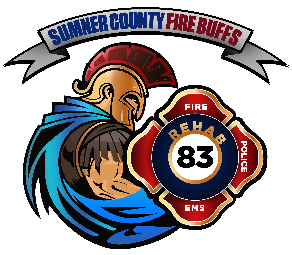 SUMNER COUNTY FIRE BUFFS
FIRE
REHAB
83
POLICE
EMS